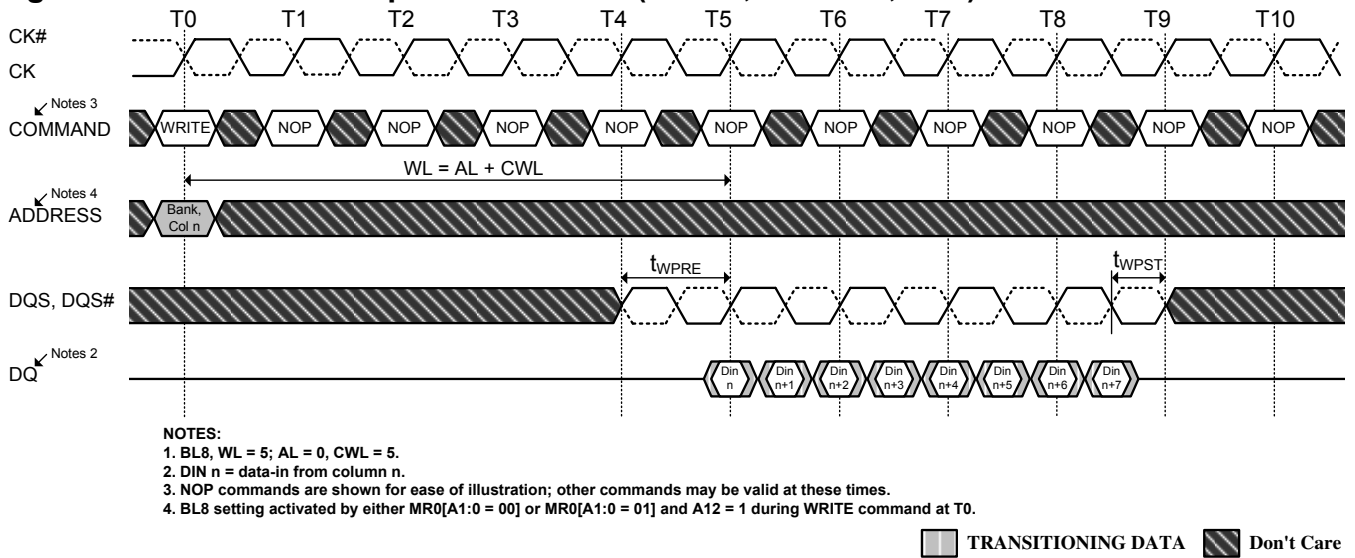 T0 T1 T2 T3 T4 T5 T6 T7 T8 T9 T10
CK#
CK
Notes 3
COMMAND
WRITE NOP NOP NOP NOP NOP NOP NOP NOP NOP NOP
WL = AL + CWL
Notes 4
ADDRESS
Bank,
Col n
tWPRE
tWPST
DQS, DQS#
Notes 2
DQ
Din
n
Din
n+1
Din
n+2
Din
n+3
Din
n+4
Din
n+5
Din
n+6
Din
n+7
NOTES:
1. BL8, WL = 5; AL = 0, CWL = 5.
2. DIN n = data-in from column n.
3. NOP commands are shown for ease of illustration; other commands may be valid at these times.
4. BL8 setting activated by either MR0[A1:0 = 00] or MR0[A1:0 = 01] and A12 = 1 during WRITE command at T0.
TRANSITIONING DATA
Don't Care